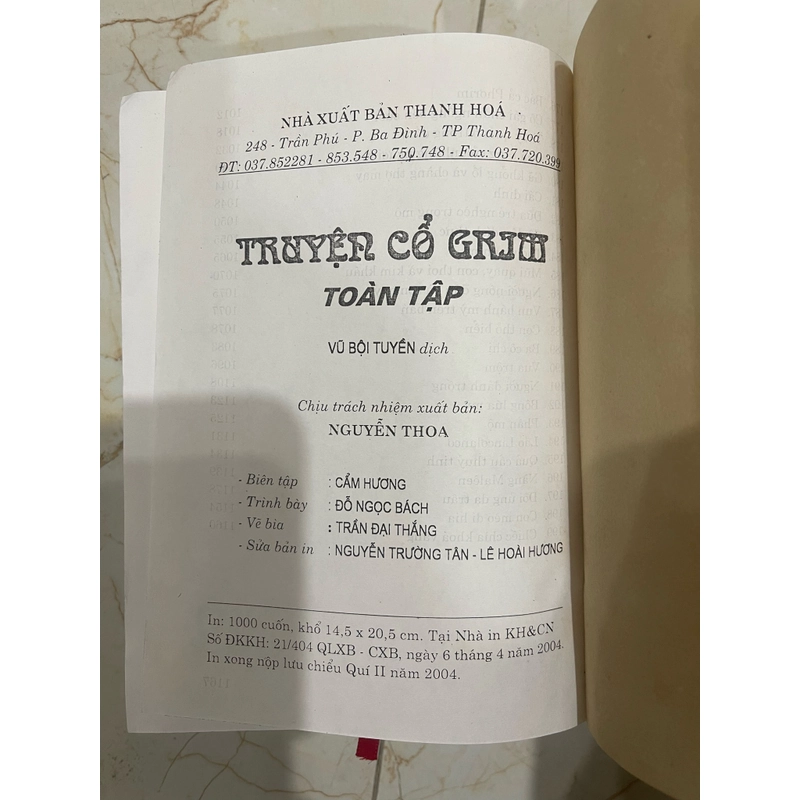 NHÀ XUẤT BẢN THANH HOÁ
248 - Trần Phú - P. Ba Đình - TP Thanh Hoá
ĐT: 037.852281 - 853.548 - 750.748 - Fax: 037.720.399
TRUYỆN CỔ GRIM
TOÀN TẬP
VŨ BỘI TUYỀN dịch
Chịu trách nhiệm xuất bản:
NGUYỄN THOA
- Biên tập : CẨM HƯƠNG
- Trình bày : ĐỖ NGỌC BÁCH
- Vẽ bìa : TRẦN ĐẠI THẮNG
- Sửa bản in : NGUYỄN TRƯỜNG TÂN - LÊ HOÀI HƯƠNG
In: 1000 cuốn, khổ 14,5 x 20,5 cm. Tại Nhà in KH&CN
Số ĐKKH: 21/404 QLXB - CXB, ngày 6 tháng 4 năm 2004.
In xong nộp lưu chiểu Quí II năm 2004.